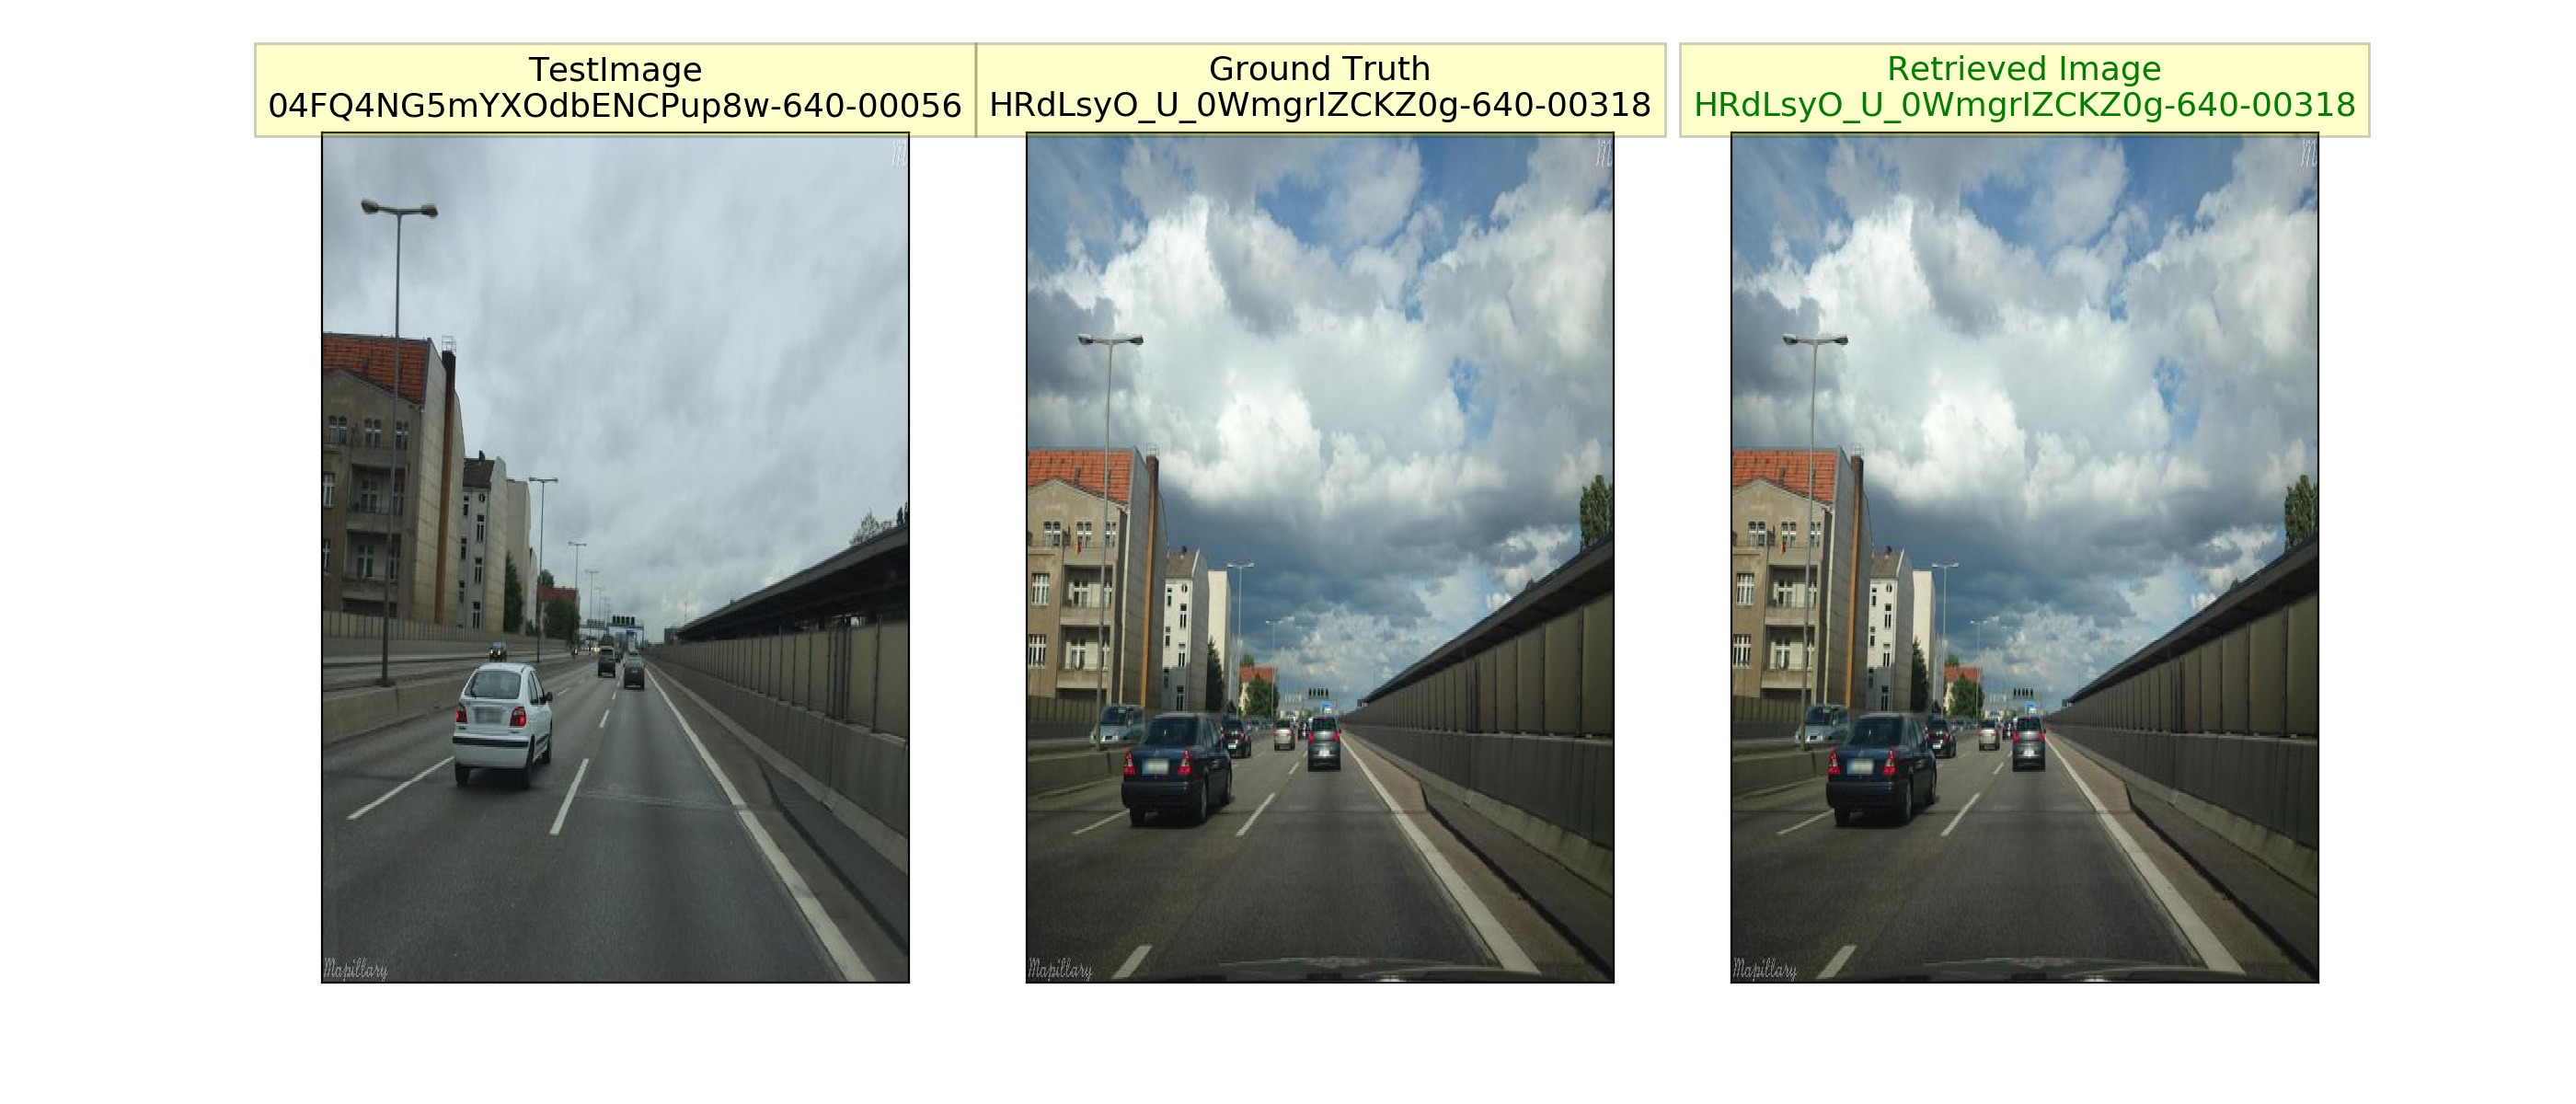 TestImage
04FQ4NG5mYXOdbENCPup8w-640-00056
Ground Truth
HRdLsyO_U_0WmgrIZCKZ0g-640-00318
Retrieved Image
HRdLsyO_U_0WmgrIZCKZ0g-640-00318
M
M
M
Mapillary
Mapillary
Mapillary